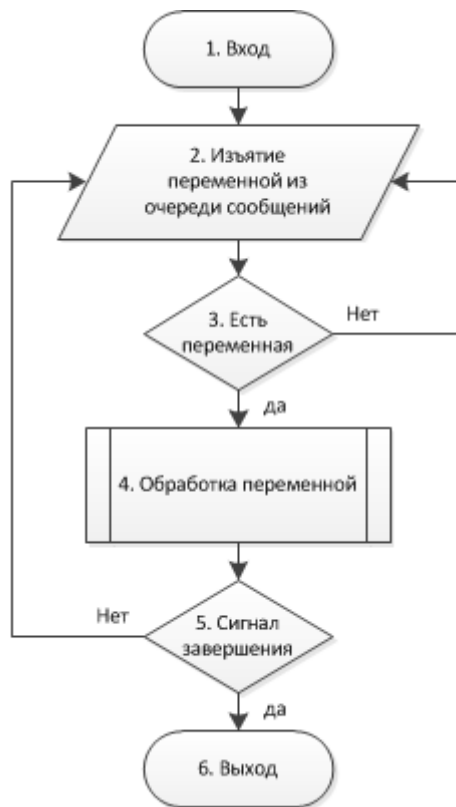 1. Вход
2. Изъятие
переменной из
очереди сообщений
3. Есть
переменная
Нет
да
4. Обработка переменной
Нет
5. Сигнал
завершения
да
6. Выход